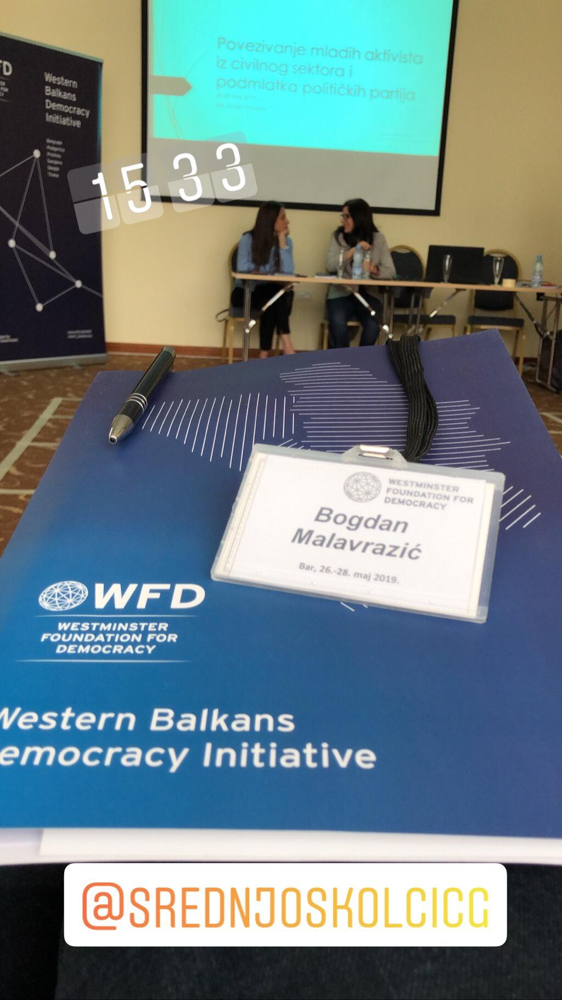 Povezivanje mladih aktivista
iz civilnog sektora i
podmlatka političkih partija
FD
Western
Balkans
Democracy
Initiative
15 33
WESTMINSTER
FOUNDATION FOR
DEMOCRACY
Bogdan
Malavrazić
Bar, 26.-28. maj 2019.
WFD
WESTMINSTER
FOUNDATION FOR
DEMOCRACY
Western Balkans
emocracy Initiative
@SREDNJOSKOLCICG